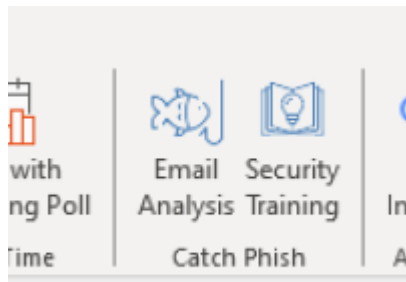 with
ng Poll
Time
Email
Analysis
Security
Training
Catch Phish
In
A